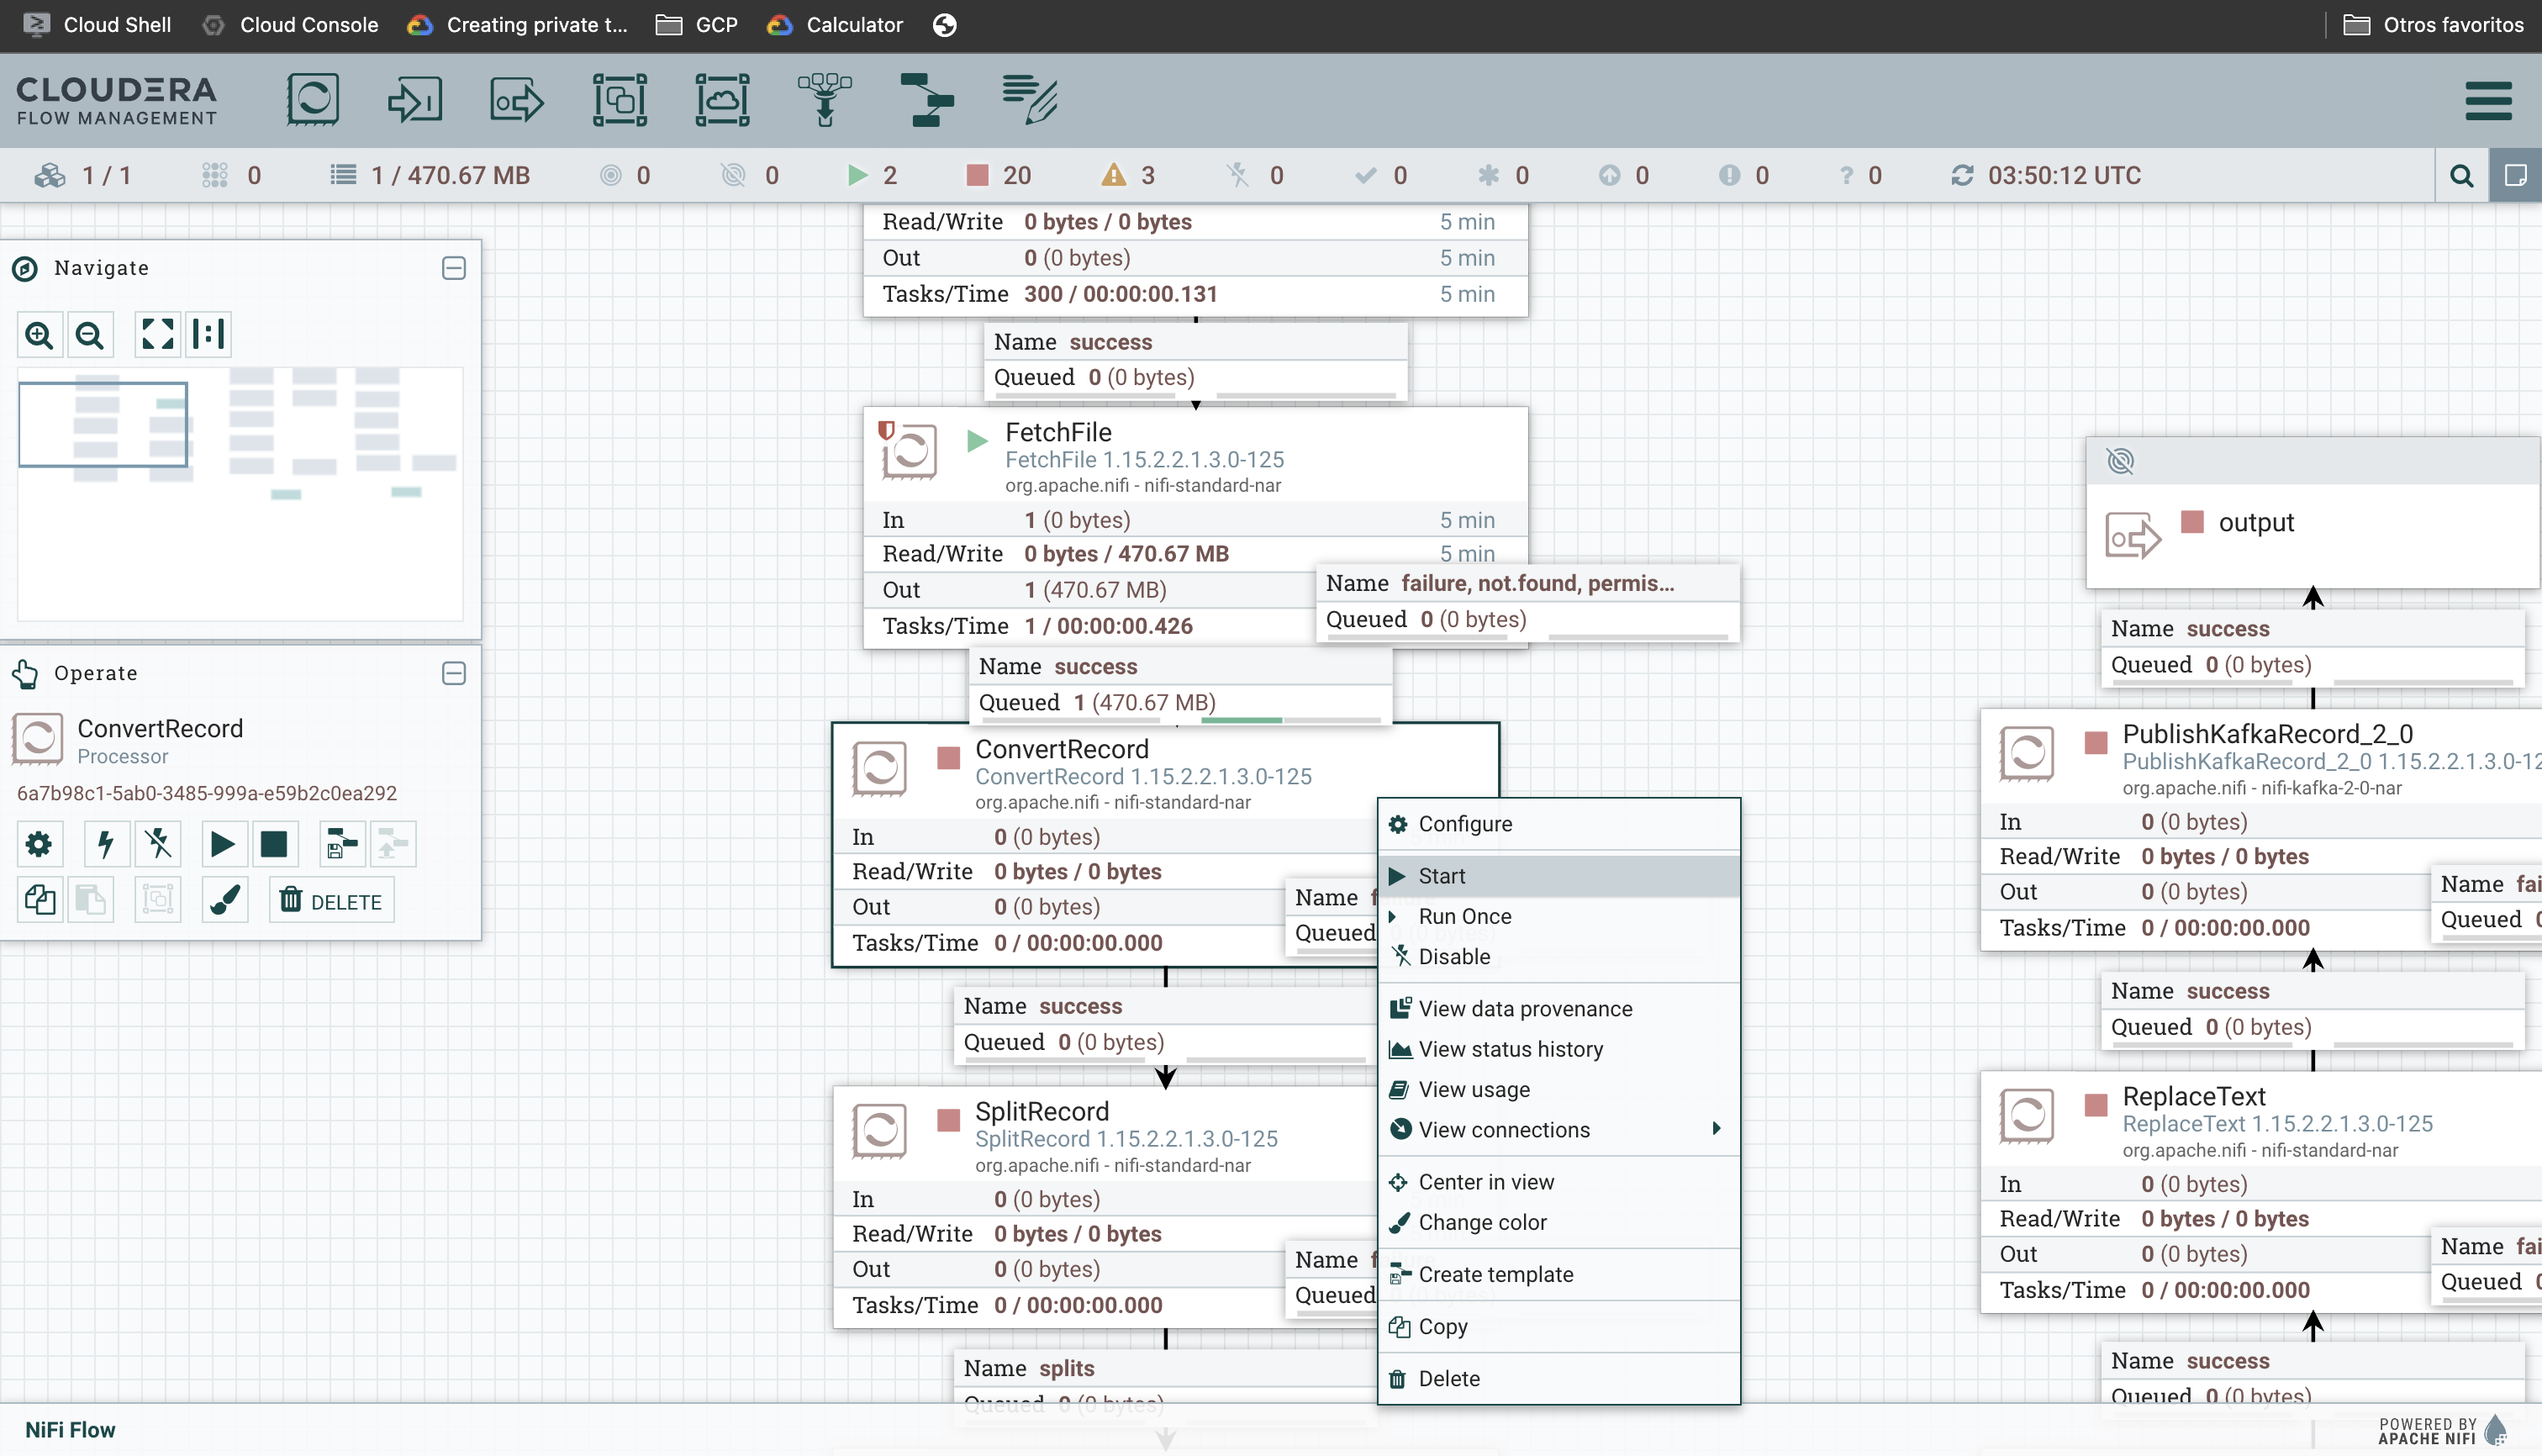 Cloud Shell
Cloud Console
Creating private t...
GCP
Calculator
Otros favoritos
CLOUDERA
FLOW MANAGEMENT
1 / 1
0
1 / 470.67 MB
0
0
2
20
3
0
0
0
0
0
? 0
03:50:12 UTC
Navigate
Operate
ConvertRecord
Processor
6a7b98c1-5ab0-3485-999a-e59b2c0ea292
DELETE
Read/Write 0 bytes / 0 bytes 5 min
Out 0 (0 bytes) 5 min
Tasks/Time 300 / 00:00:00.131 5 min
Name success
Queued 0 (0 bytes)
FetchFile
FetchFile 1.15.2.2.1.3.0-125
org.apache.nifi - nifi-standard-nar
In 1 (0 bytes) 5 min
Read/Write 0 bytes / 470.67 MB 5 min
Out 1 (470.67 MB)
Tasks/Time 1 / 00:00:00.426
Name failure, not.found, permis...
Queued 0 (0 bytes)
Name success
Queued 1 (470.67 MB)
ConvertRecord
ConvertRecord 1.15.2.2.1.3.0-125
org.apache.nifi - nifi-standard-nar
In 0 (0 bytes)
Read/Write 0 bytes / 0 bytes
Out 0 (0 bytes)
Tasks/Time 0 / 00:00:00.000
Name
Queued
Name success
Queued 0 (0 bytes)
SplitRecord
SplitRecord 1.15.2.2.1.3.0-125
org.apache.nifi - nifi-standard-nar
In 0 (0 bytes)
Read/Write 0 bytes / 0 bytes
Out 0 (0 bytes)
Tasks/Time 0 / 00:00:00.000
Name
Queued
Name splits
Queued 0 (0 bytes)
Configure
Start
Run Once
Disable
View data provenance
View status history
View usage
View connections
Center in view
Change color
Create template
Copy
Delete
output
Name success
Queued 0 (0 bytes)
PublishKafkaRecord_2_0
PublishKafkaRecord_2_0 1.15.2.2.1.3.0-12
org.apache.nifi - nifi-kafka-2-0-nar
In 0 (0 bytes)
Read/Write 0 bytes / 0 bytes
Out 0 (0 bytes)
Tasks/Time 0 / 00:00:00.000
Name fai
Queued
Name success
Queued 0 (0 bytes)
ReplaceText
ReplaceText 1.15.2.2.1.3.0-125
org.apache.nifi - nifi-standard-nar
In 0 (0 bytes)
Read/Write 0 bytes / 0 bytes
Out 0 (0 bytes)
Tasks/Time 0 / 00:00:00.000
Name fai
Queued
Name success
Queued 0 (0 bytes)
NiFi Flow
POWERED BY
APACHE NIFI